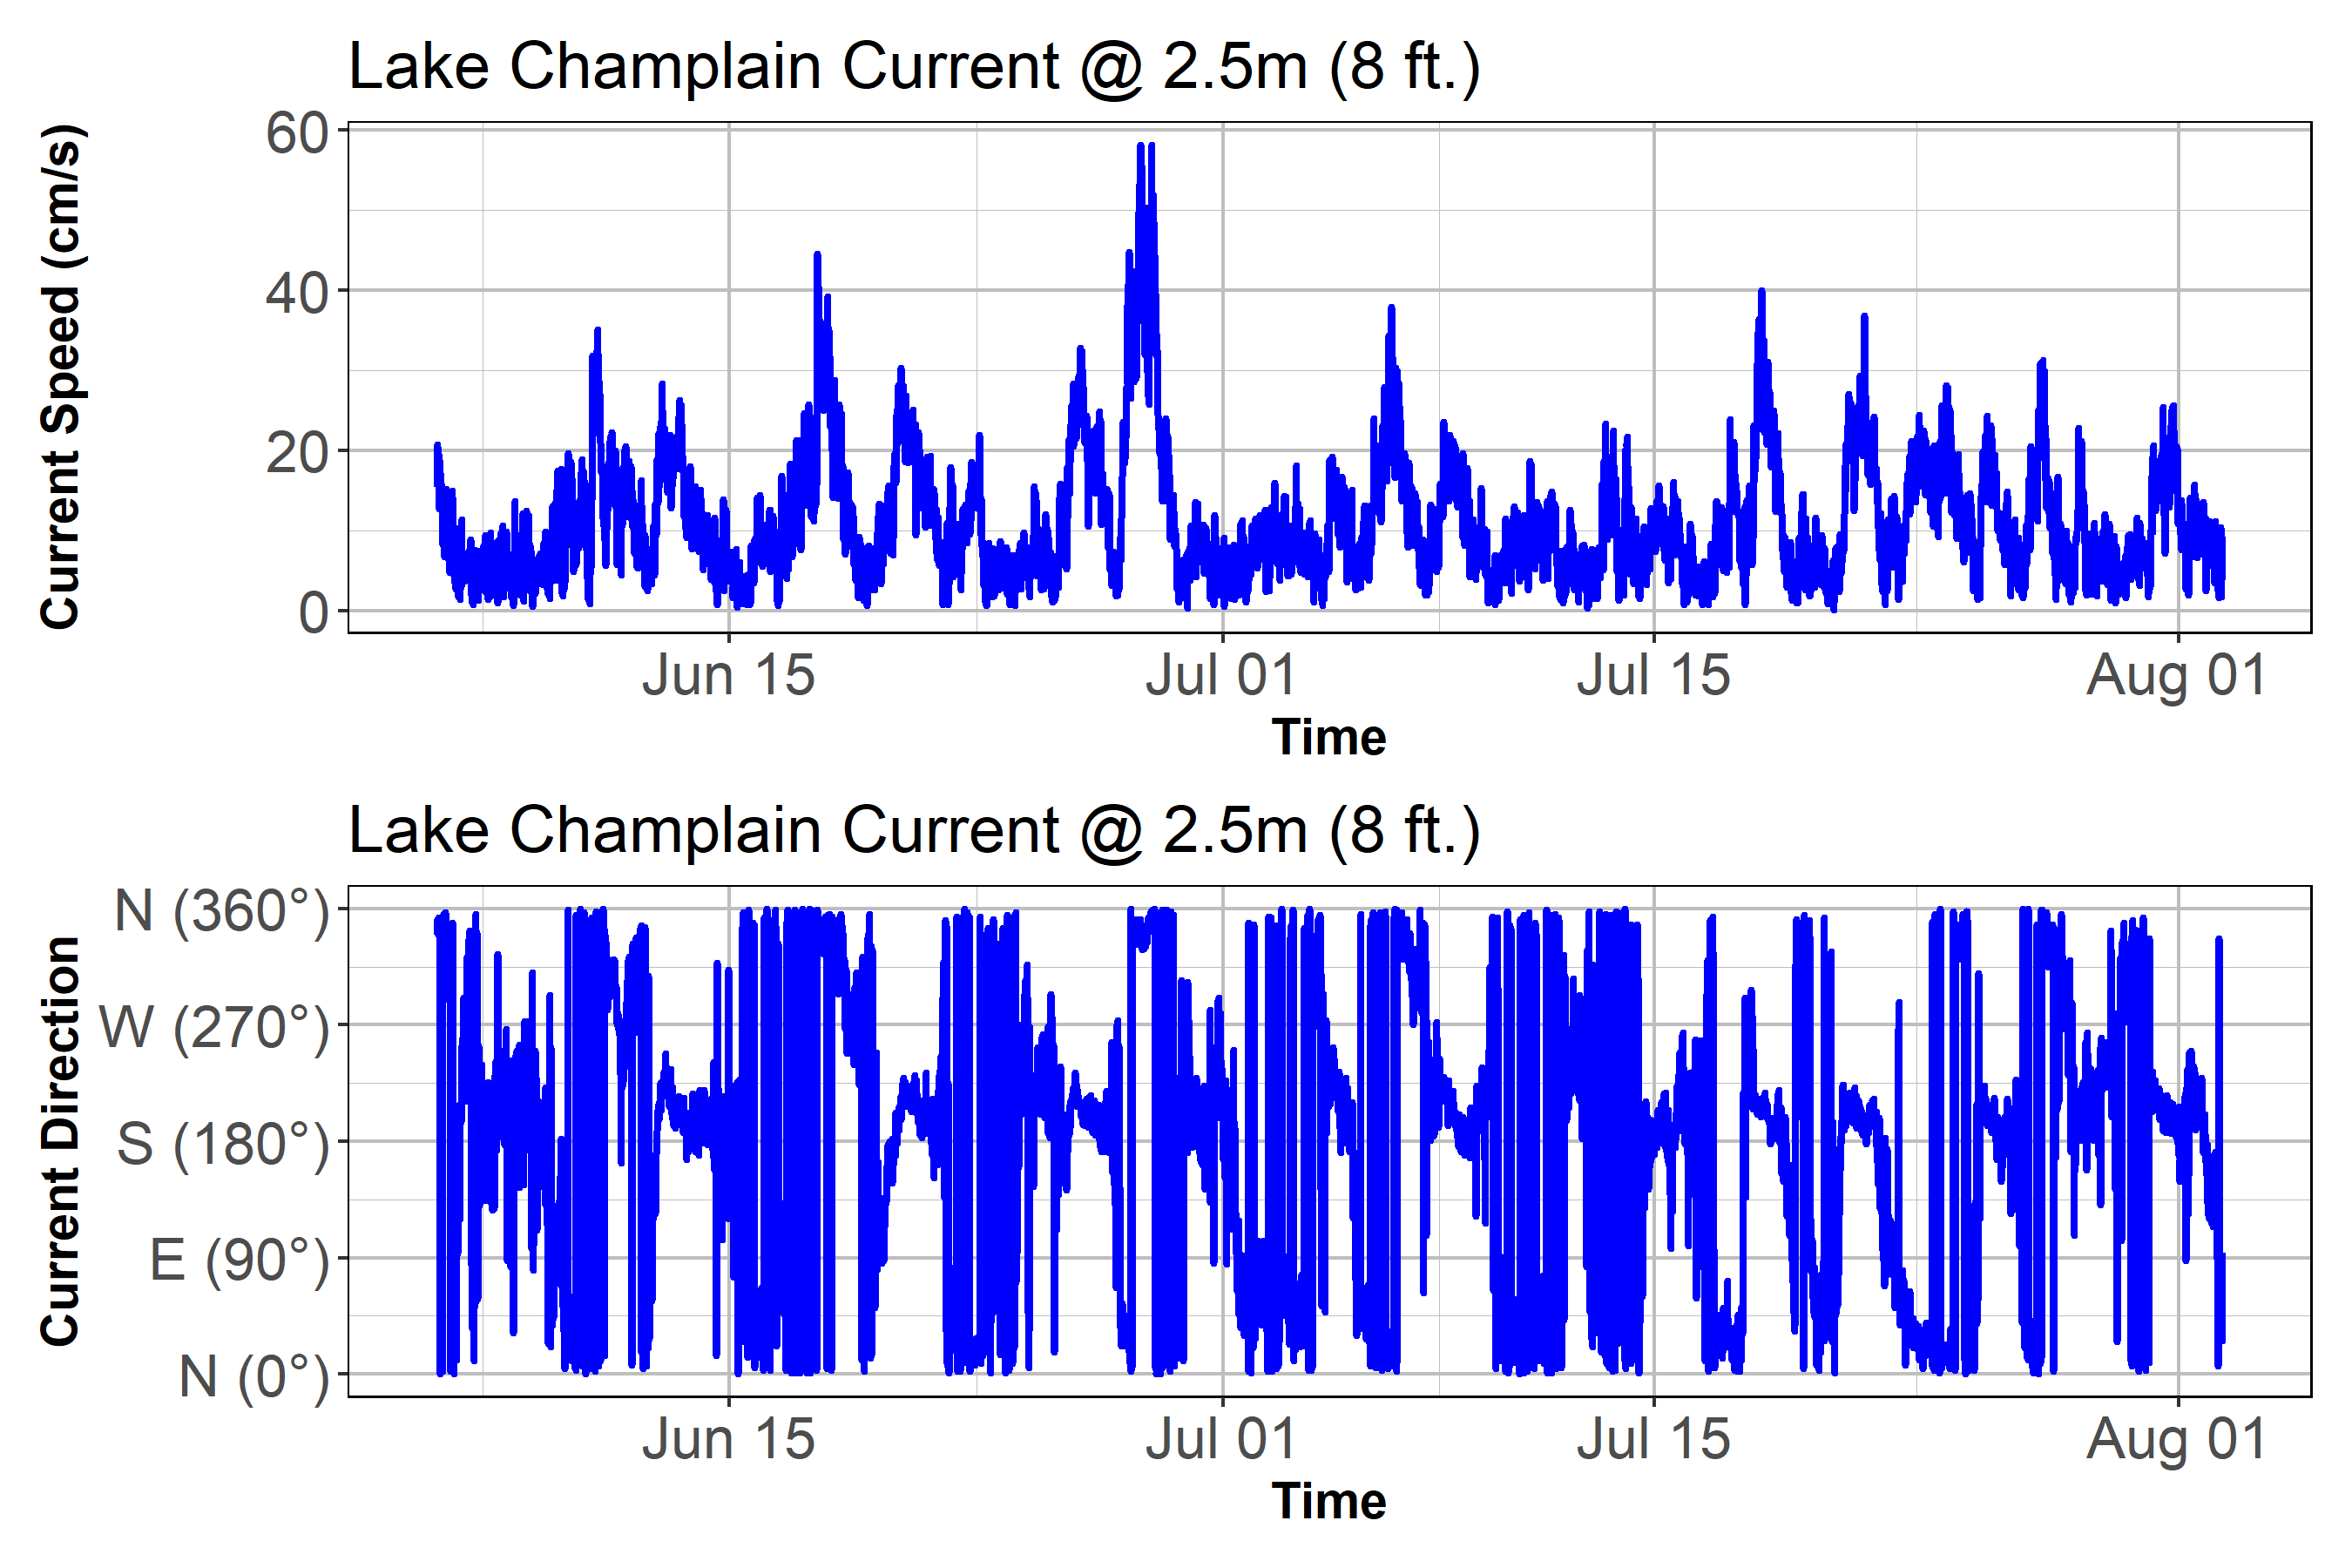 Lake Champlain Current @ 2.5m (8 ft.)
Current Speed (cm/s)
60
40
20
0
Jun 15 Jul 01 Jul 15 Aug 01
Time
Lake Champlain Current @ 2.5m (8 ft.)
Current Direction
N (360°)
W (270°)
S (180°)
E (90°)
N (0°)
Jun 15 Jul 01 Jul 15 Aug 01
Time